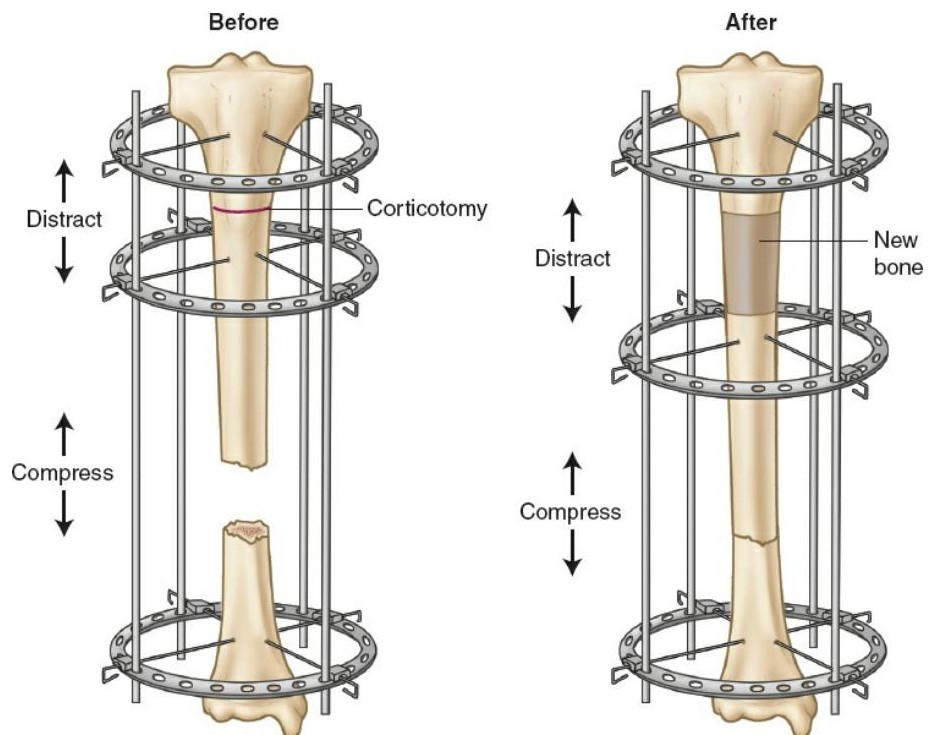 Before
Distract
Corticotomy
Compress
After
Distract
New
bone
Compress